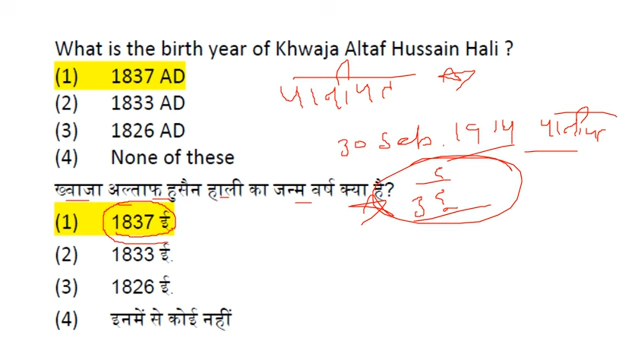 What is the birth year of Khwaja Altaf Hussain Hali ?
(1) 1837 AD
पानीपत
(2) 1833 AD
30 Seb. 1914 पानीपत
(3) 1826 AD
(4) None of these
ख्वाजा अल्ताफ हुसैन हाली का जन्म वर्ष क्या है?
(1) 1837 ई.
(2) 1833 ई.
(3) 1826 ई.
(4) इनमें से कोई नहीं